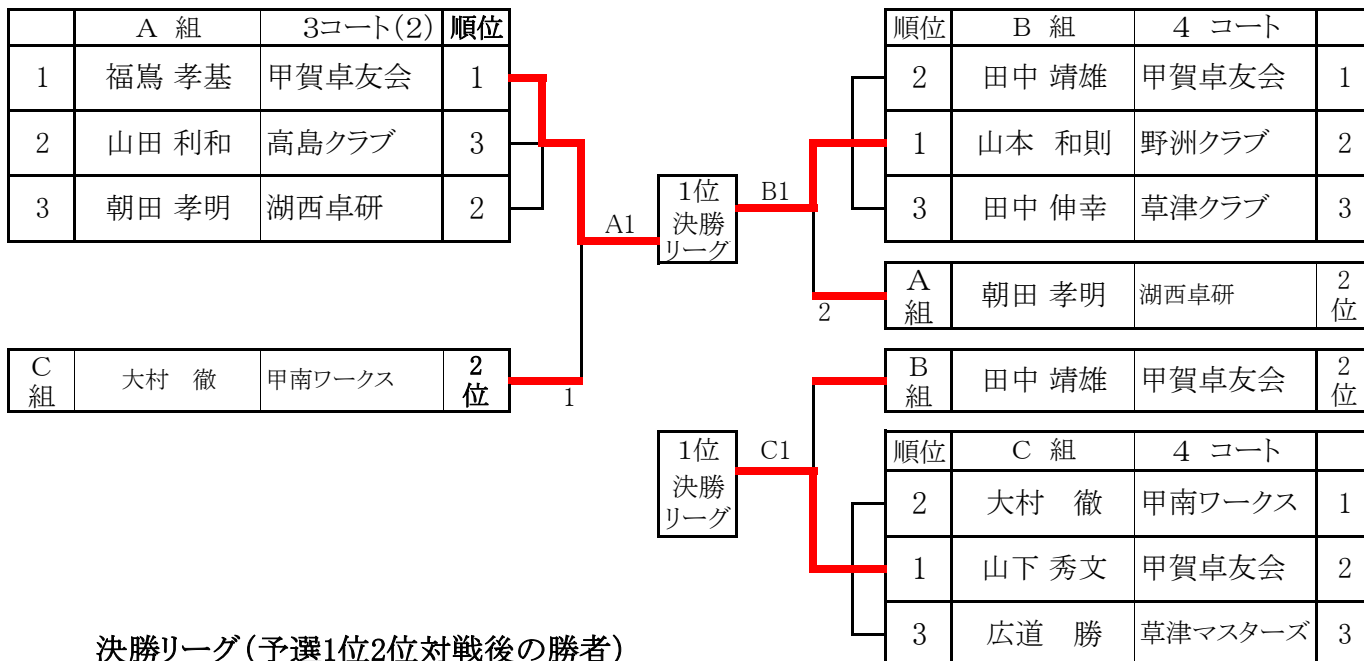 A 組 3コート(2) 順位
1 福嶌 孝基 甲賀卓友会 1
2 山田 利和 高島クラブ 3
3 朝田 孝明 湖西卓研 2
C組 大村 徹 甲南ワークス 2位
1
A1
1位
決勝
リーグ
B1
2
順位 B 組 4 コート
2 田中 靖雄 甲賀卓友会 1
1 山本 和則 野洲クラブ 2
3 田中 伸幸 草津クラブ 3
A組 朝田 孝明 湖西卓研 2位
B組 田中 靖雄 甲賀卓友会 2位
1位
決勝
リーグ
C1
順位 C 組 4 コート
2 大村 徹 甲南ワークス 1
1 山下 秀文 甲賀卓友会 2
3 広道 勝 草津マスターズ 3
決勝リーグ(予選1位2位対戦後の勝者)